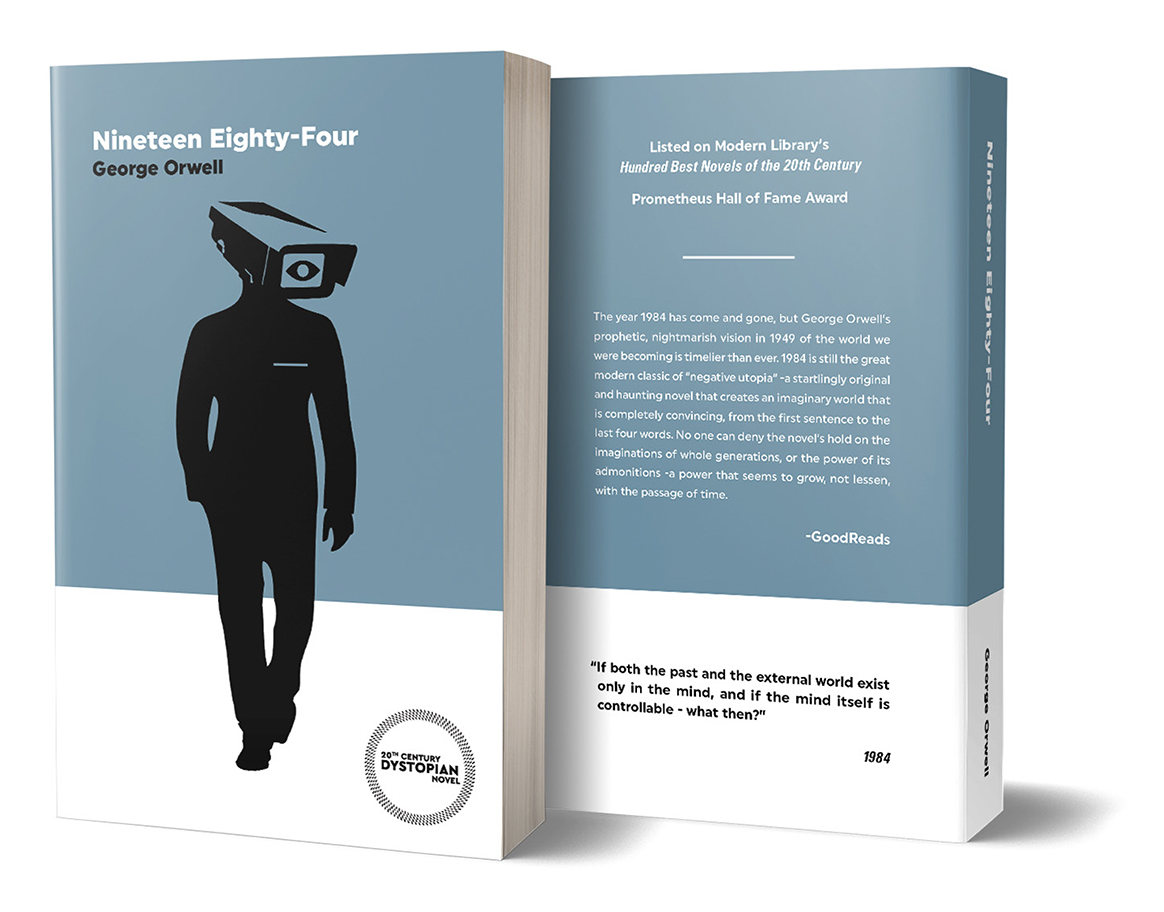 Nineteen Eighty-Four
George Orwell
20TH CENTURY
DYSTOPIAN
NOVEL
Listed on Modern Library's
Hundred Best Novels of the 20th Century
Prometheus Hall of Fame Award
The year 1984 has come and gone, but George Orwell's
prophetic, nightmarish vision in 1949 of the world we
were becoming is timelier than ever. 1984 is still the great
modern classic of "negative utopia" -a startlingly original
and haunting novel that creates an imaginary world that
is completely convincing, from the first sentence to the
last four words. No one can deny the novel's hold on the
imaginations of whole generations, or the power of its
admonitions -a power that seems to grow, not lessen,
with the passage of time.
-GoodReads
“If both the past and the external world exist
only in the mind, and if the mind itself is
controllable - what then?”
1984
Nineteen Eighty-Four
George Orwell